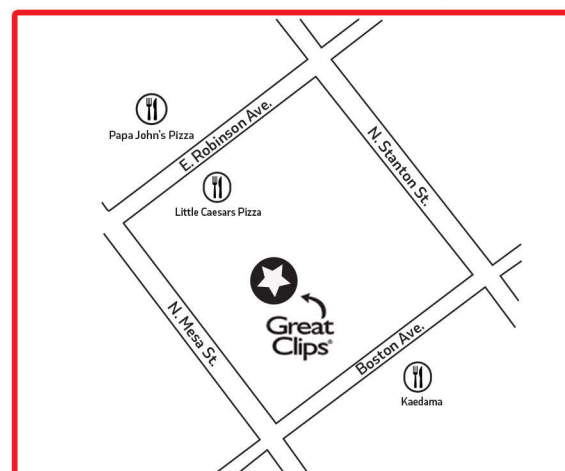 Papa John's Pizza
E. Robinson Ave.
N. Stanton St.
Little Caesars Pizza
Great
Clips®
N. Mesa St.
Boston Ave.
Kaedama